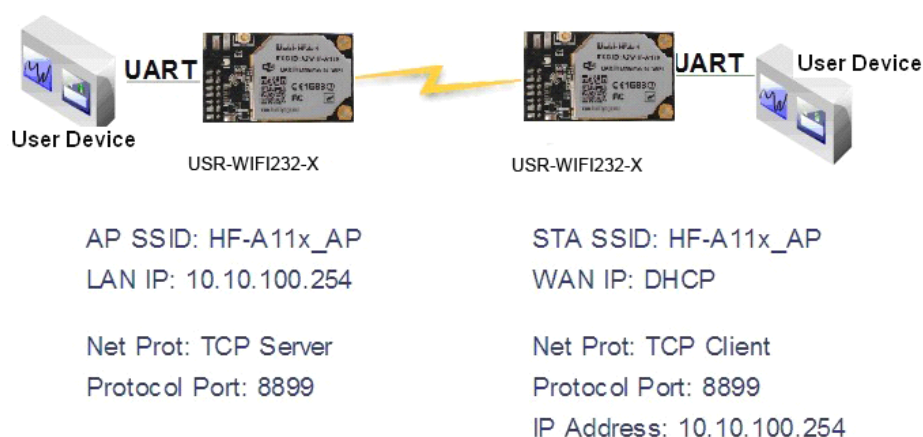 UART
UART
User Device
User Device
USR-WIFI232-X
USR-WIFI232-X
AP SSID: HF-A11x_AP
LAN IP: 10.10.100.254
Net Prot: TCP Server
Protocol Port: 8899
STA SSID: HF-A11x_AP
WAN IP: DHCP
Net Prot: TCP Client
Protocol Port: 8899
IP Address: 10.10.100.254